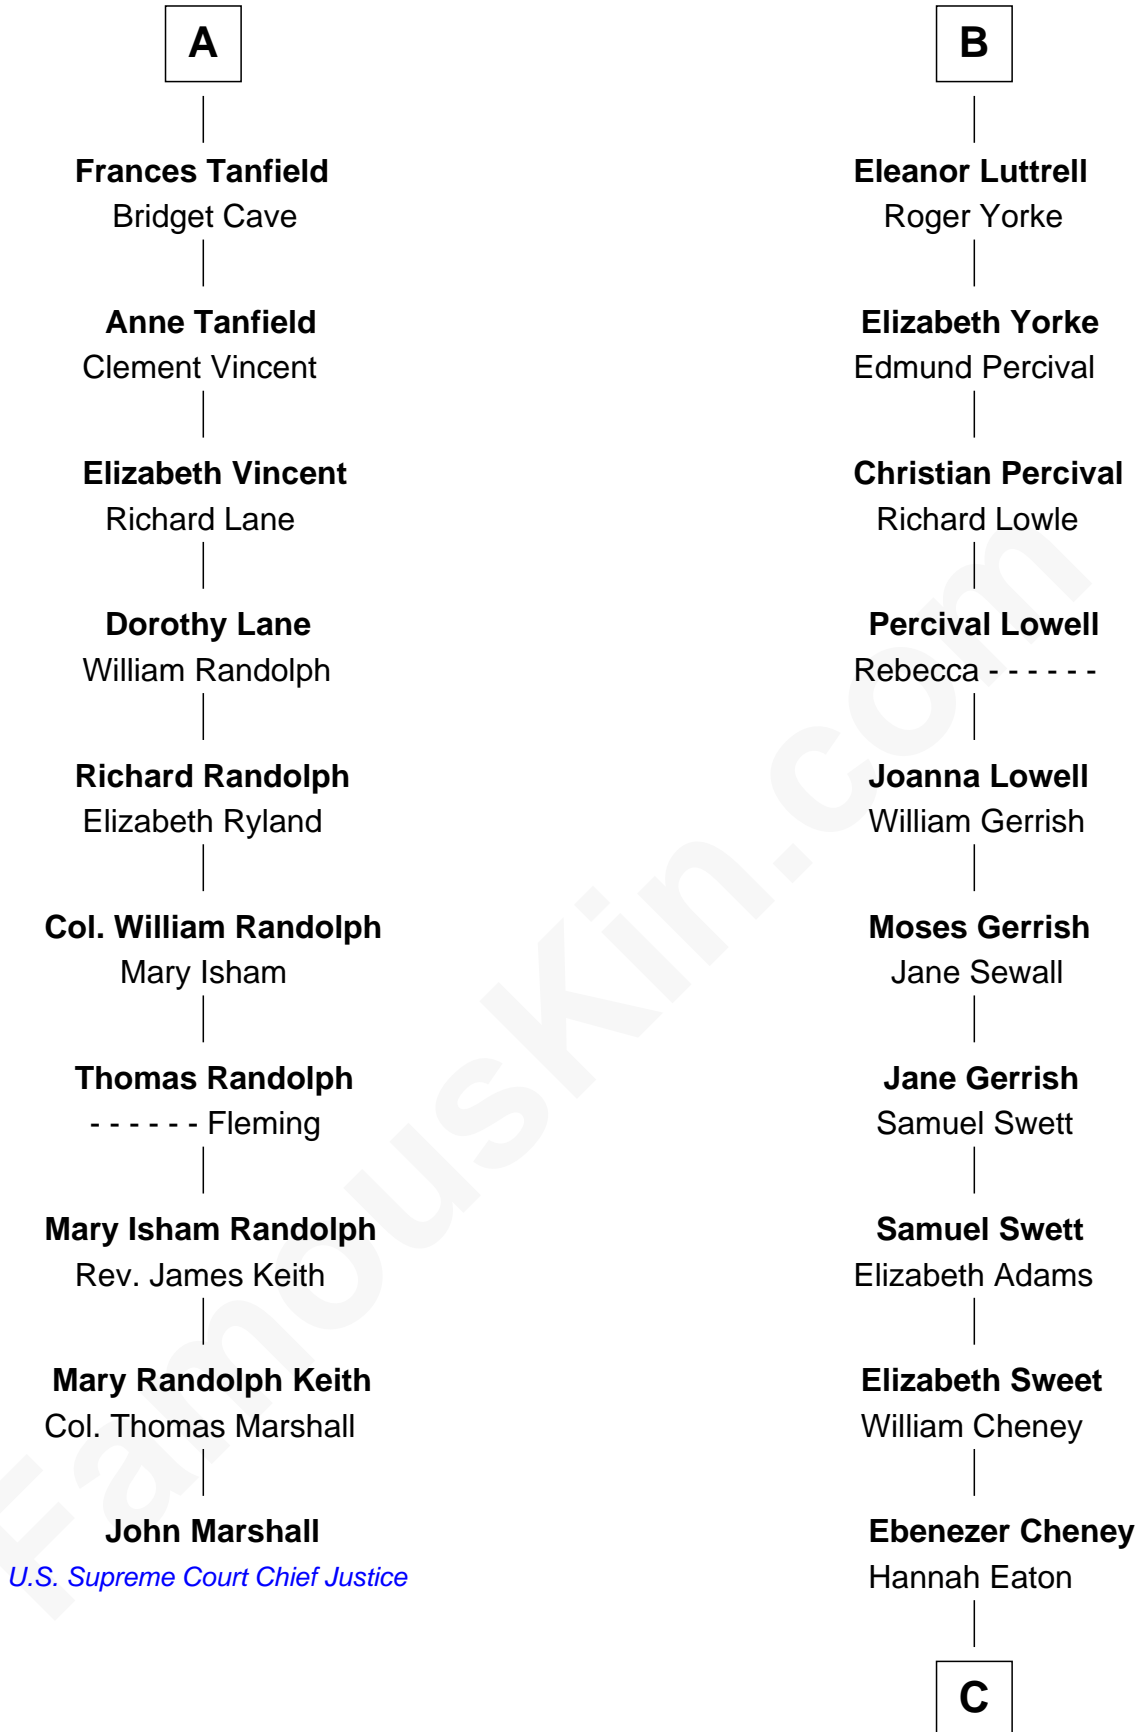 A
Frances Tanfield
Bridget Cave
Anne Tanfield
Clement Vincent
Elizabeth Vincent
Richard Lane
Dorothy Lane
William Randolph
Richard Randolph
Elizabeth Ryland
Col. William Randolph
Mary Isham
Thomas Randolph
- - - - - - Fleming
Mary Isham Randolph
Rev. James Keith
Mary Randolph Keith
Col. Thomas Marshall
John Marshall
U.S. Supreme Court Chief Justice
B
Eleanor Luttrell
Roger Yorke
Elizabeth Yorke
Edmund Percival
Christian Percival
Richard Lowle
Percival Lowell
Rebecca - - - - - -
Joanna Lowell
William Gerrish
Moses Gerrish
Jane Sewall
Jane Gerrish
Samuel Swett
Samuel Swett
Elizabeth Adams
Elizabeth Sweet
William Cheney
Ebenezer Cheney
Hannah Eaton
C
FamousKin.com